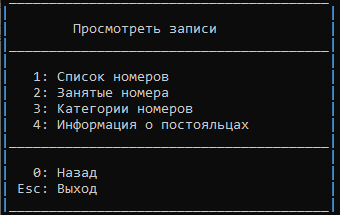 Просмотреть записи
1: Список номеров
2: Занятые номера
3: Категории номеров
4: Информация о постояльцах
0: Назад
Esc: Выход